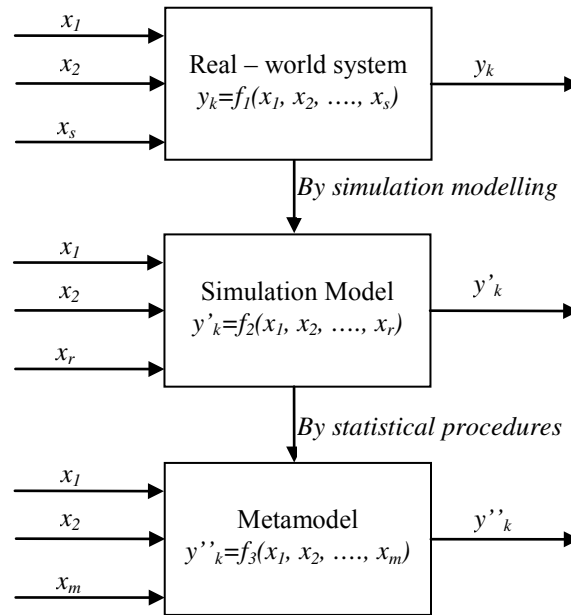 x1
x2
xs
Real – world system
yk=f1(x1, x2, …., xs)
yk
By simulation modelling
x1
x2
xr
Simulation Model
y’k=f2(x1, x2, …., xr)
y'k
By statistical procedures
x1
x2
xm
Metamodel
y’’k=f3(x1, x2, …., xm)
y’’k